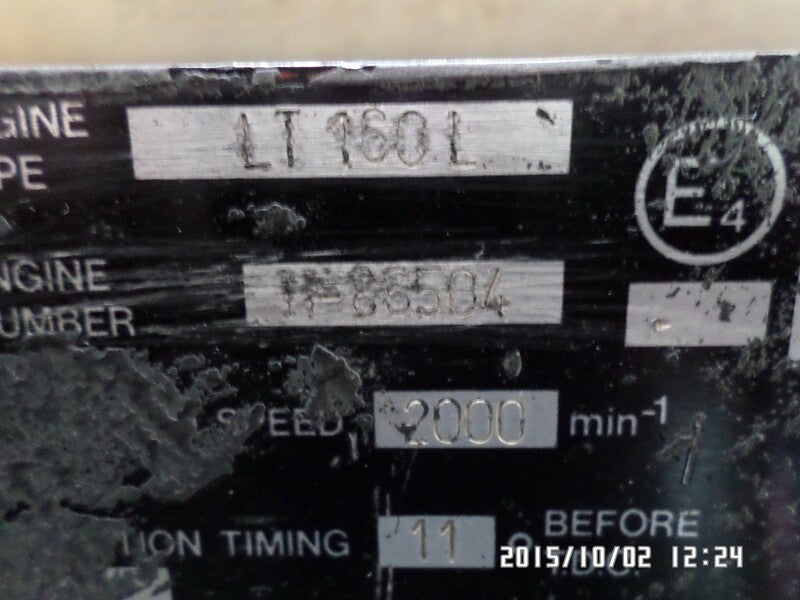 GINE
LT 160 L
PE
E4
NGINE
UMBER
SPEED 2000 min-1
TION TIMING 11 ° BEFORE
T.D.C.
2015/10/02 12:24